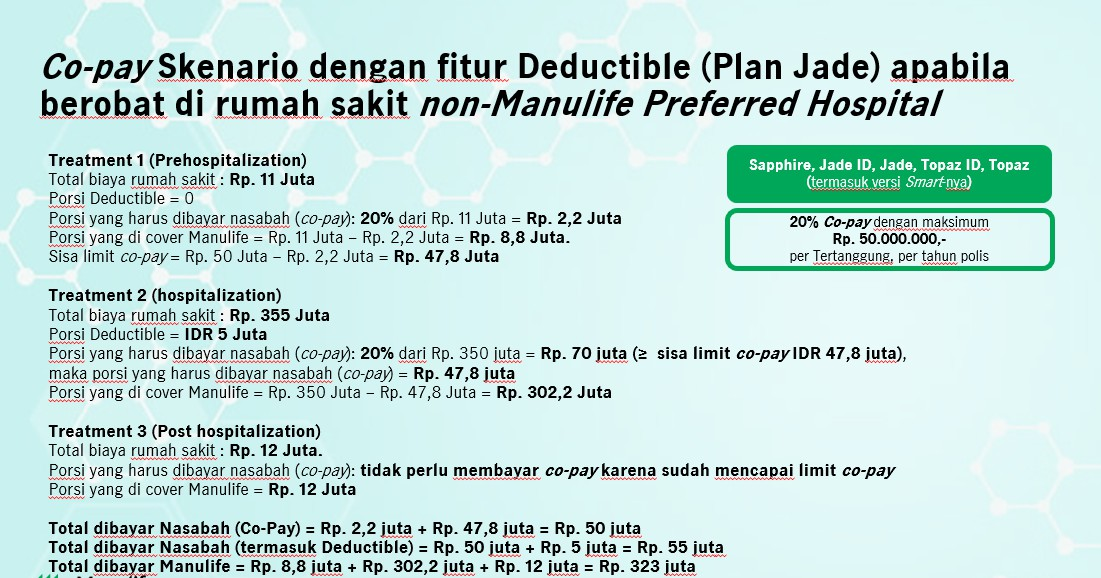 Co-pay Skenario dengan fitur Deductible (Plan Jade) apabila
berobat di rumah sakit non-Manulife Preferred Hospital
Treatment 1 (Prehospitalization)
Total biaya rumah sakit : Rp. 11 Juta
Porsi Deductible = 0
Porsi yang harus dibayar nasabah (co-pay): 20% dari Rp. 11 Juta = Rp. 2,2 Juta
Porsi yang di cover Manulife = Rp. 11 Juta – Rp. 2,2 Juta = Rp. 8,8 Juta.
Sisa limit co-pay = Rp. 50 Juta – Rp. 2,2 Juta = Rp. 47,8 Juta
Sapphire, Jade ID, Jade, Topaz ID, Topaz
(termasuk versi Smart-nya)
20% Co-pay dengan maksimum
Rp. 50.000.000,-
per Tertanggung, per tahun polis
Treatment 2 (hospitalization)
Total biaya rumah sakit : Rp. 355 Juta
Porsi Deductible = IDR 5 Juta
Porsi yang harus dibayar nasabah (co-pay): 20% dari Rp. 350 juta = Rp. 70 juta (≥ sisa limit co-pay IDR 47,8 juta),
maka porsi yang harus dibayar nasabah (co-pay) = Rp. 47,8 juta
Porsi yang di cover Manulife = Rp. 350 Juta – Rp. 47,8 Juta = Rp. 302,2 Juta
Treatment 3 (Post hospitalization)
Total biaya rumah sakit : Rp. 12 Juta.
Porsi yang harus dibayar nasabah (co-pay): tidak perlu membayar co-pay karena sudah mencapai limit co-pay
Porsi yang di cover Manulife = Rp. 12 Juta
Total dibayar Nasabah (Co-Pay) = Rp. 2,2 juta + Rp. 47,8 juta = Rp. 50 juta
Total dibayar Nasabah (termasuk Deductible) = Rp. 50 juta + Rp. 5 juta = Rp. 55 juta
Total dibayar Manulife = Rp. 8,8 juta + Rp. 302,2 juta + Rp. 12 juta = Rp. 323 juta